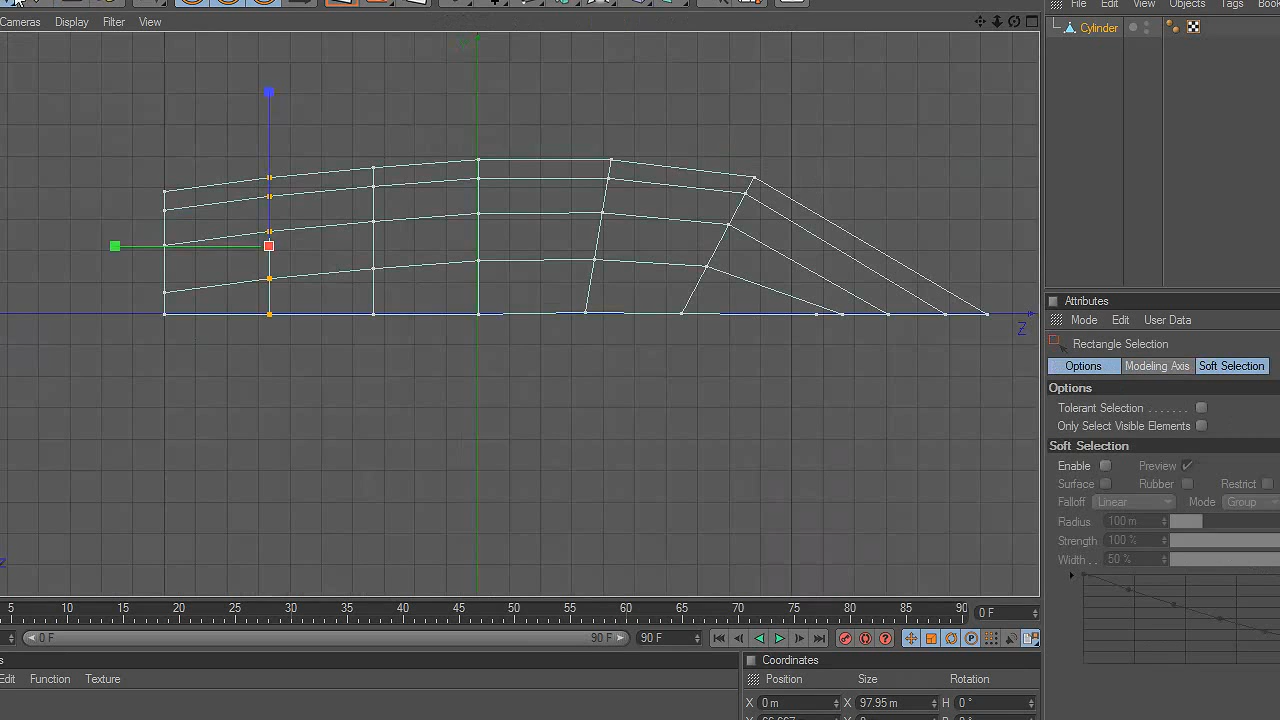 File Edit View Objects Tags
Cameras Display Filter View
Cylinder
Z
Attributes
Mode Edit User Data
Rectangle Selection
Options Modeling Axis Soft Selection
Options
Tolerant Selection . . . . . . .
Only Select Visible Elements
Soft Selection
Enable Preview
Surface Rubber Restrict
Falloff Linear Mode Group
Radius 100 m
Strength 100 %
Width . . 50 %
Z
5 10 15 20 25 30 35 40 45 50 55 60 65 70 75 80 85 90 0 F
0 F 90 F 90 F
Coordinates
Edit Function Texture
Position Size Rotation
X 0 m X 97.95 m H 0 °